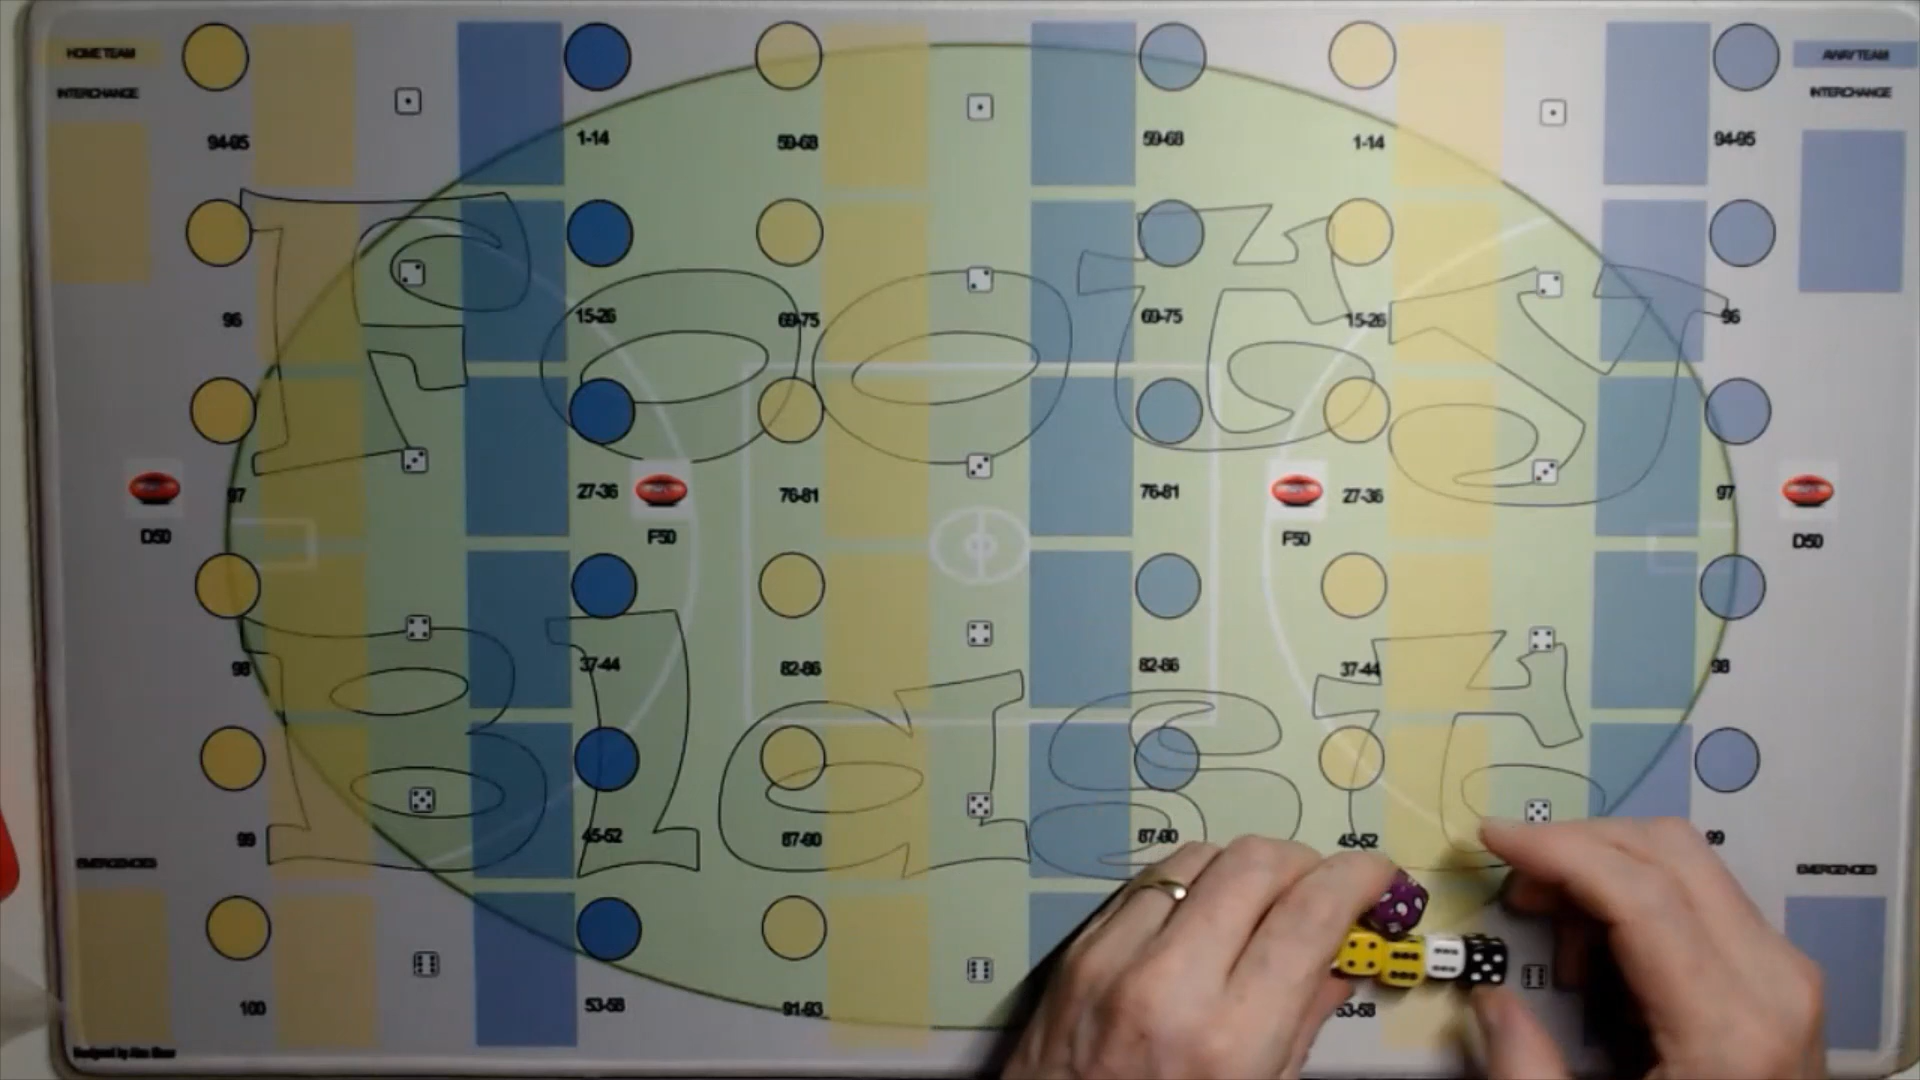 HOME TEAM
AWAY TEAM
INTERCHANGE
INTERCHANGE
94-95
1-14
59-68
59-68
1-14
94-95
Footy
96
15-26
69-75
69-75
15-26
96
97
27-36
76-81
76-81
27-36
97
D50
F50
F50
D50
98
37-44
82-86
82-86
37-44
98
Blast
99
45-52
87-90
87-90
45-52
99
EMERGENCIES
EMERGENCIES
100
53-58
91-93
53-58
Designed by Alex